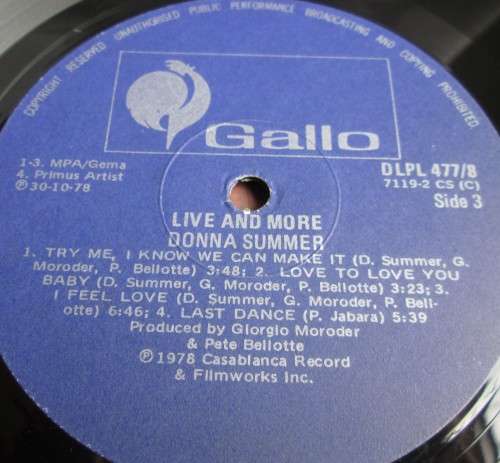 COPYRIGHT RESERVED UNAUTHORISED PUBLIC PERFORMANCE BROADCASTING AND COPYING PROHIBITED
Gallo
1-3. MPA/Gema
4. Primus Artist
Ⓟ30-10-78
DLPL 477/8
7119-2 CS (C)
Side 3
LIVE AND MORE
DONNA SUMMER
1. TRY ME, I KNOW WE CAN MAKE IT (D. Summer, G.
Moroder, P. Bellotte) 3:48; 2. LOVE TO LOVE YOU
BABY (D. Summer, G. Moroder, P. Bellotte) 3:23; 3.
I FEEL LOVE (D. Summer, G. Moroder, P. Bell-
otte) 6:46; 4. LAST DANCE (P. Jabara) 5:39
Produced by Giorgio Moroder
& Pete Bellotte
Ⓟ1978 Casablanca Record
& Filmworks Inc.